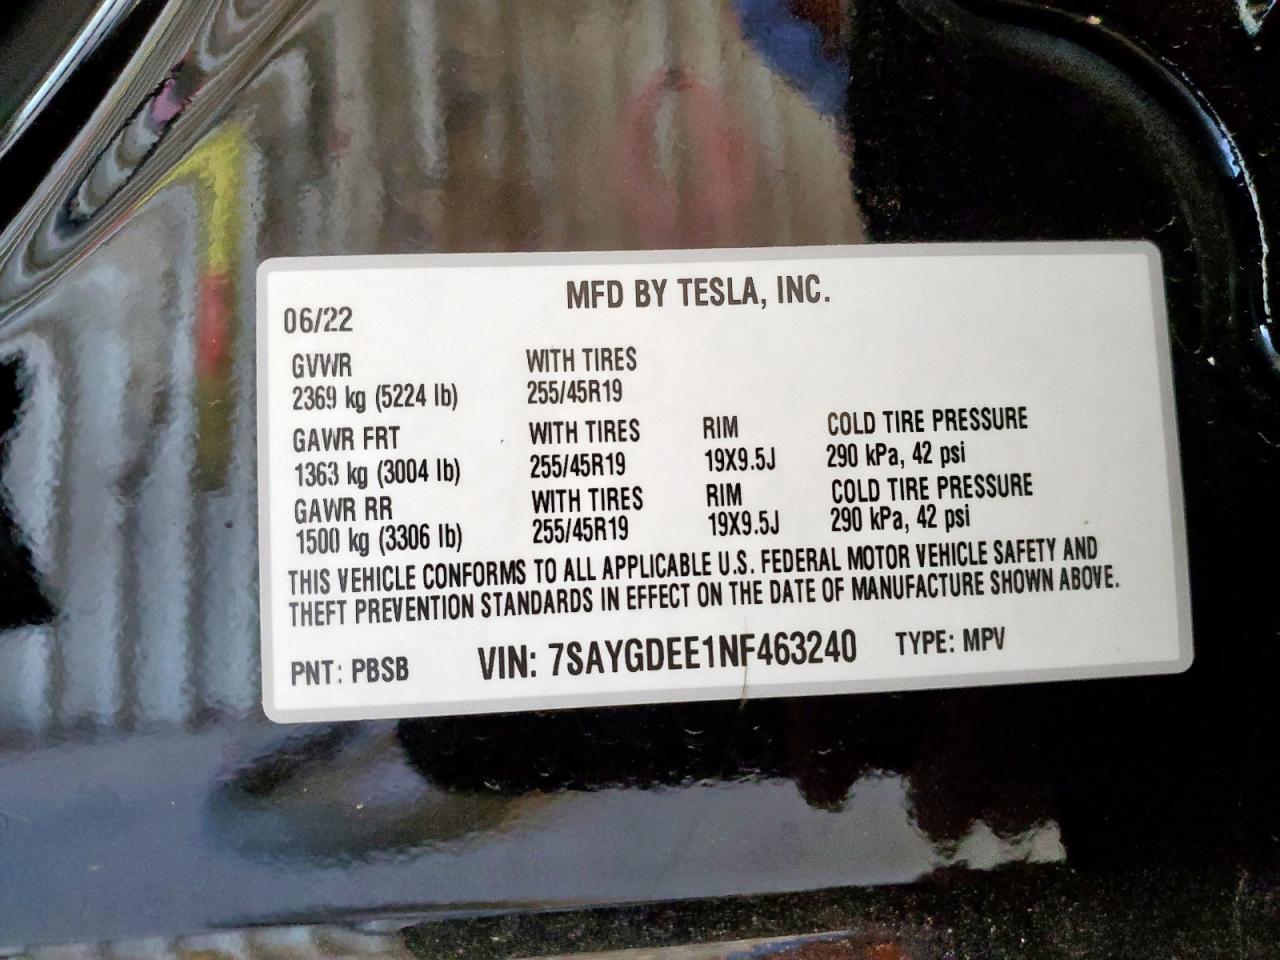 MFD BY TESLA, INC.
06/22
GVWR WITH TIRES
2369 kg (5224 lb) 255/45R19
GAWR FRT WITH TIRES RIM COLD TIRE PRESSURE
1363 kg (3004 lb) 255/45R19 19X9.5J 290 kPa, 42 psi
GAWR RR WITH TIRES RIM COLD TIRE PRESSURE
1500 kg (3306 lb) 255/45R19 19X9.5J 290 kPa, 42 psi
THIS VEHICLE CONFORMS TO ALL APPLICABLE U.S. FEDERAL MOTOR VEHICLE SAFETY AND
THEFT PREVENTION STANDARDS IN EFFECT ON THE DATE OF MANUFACTURE SHOWN ABOVE.
PNT: PBSB VIN: 7SAYGDEE1NF463240 TYPE: MPV